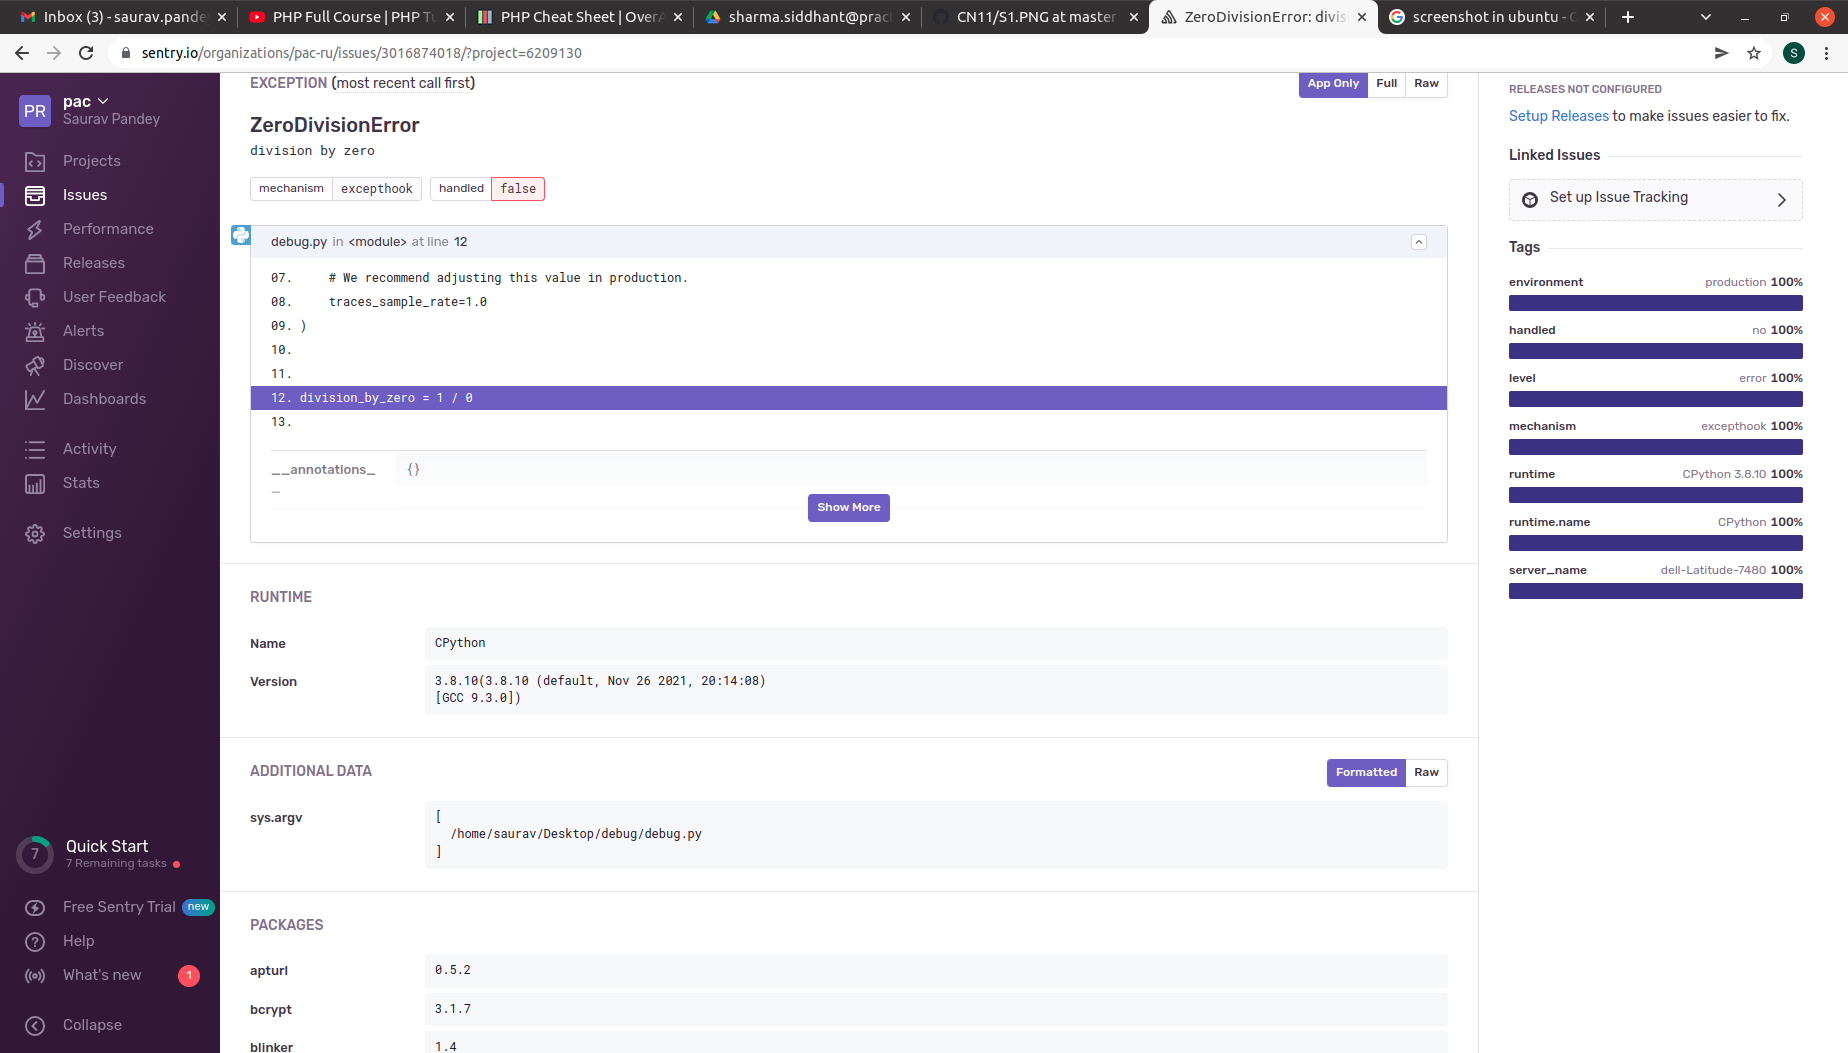 Inbox (3) - saurav.pande
PHP Full Course | PHP Tu
PHP Cheat Sheet | OverA
sharma.siddhant@prac
CN11/S1.PNG at master
ZeroDivisionError: divis
screenshot in ubuntu - G
sentry.io/organizations/pac-ru/issues/3016874018/?project=6209130
S
PR
pac
Saurav Pandey
Projects
Issues
Performance
Releases
User Feedback
Alerts
Discover
Dashboards
Activity
Stats
Settings
7
Quick Start
7 Remaining tasks
Free Sentry Trial new
Help
What's new 1
Collapse
EXCEPTION (most recent call first)
App Only Full Raw
ZeroDivisionError
division by zero
mechanism excepthook handled false
debug.py in <module> at line 12
07. # We recommend adjusting this value in production.
08. traces_sample_rate=1.0
09. )
10.
11.
12. division_by_zero = 1 / 0
13.
__annotations_
_
{}
Show More
RUNTIME
Name CPython
Version 3.8.10(3.8.10 (default, Nov 26 2021, 20:14:08)
[GCC 9.3.0])
ADDITIONAL DATA
Formatted Raw
sys.argv [
/home/saurav/Desktop/debug/debug.py
]
PACKAGES
apturl 0.5.2
bcrypt 3.1.7
blinker 1.4
RELEASES NOT CONFIGURED
Setup Releases to make issues easier to fix.
Linked Issues
Set up Issue Tracking
Tags
environment production 100%
handled no 100%
level error 100%
mechanism excepthook 100%
runtime CPython 3.8.10 100%
runtime.name CPython 100%
server_name dell-Latitude-7480 100%